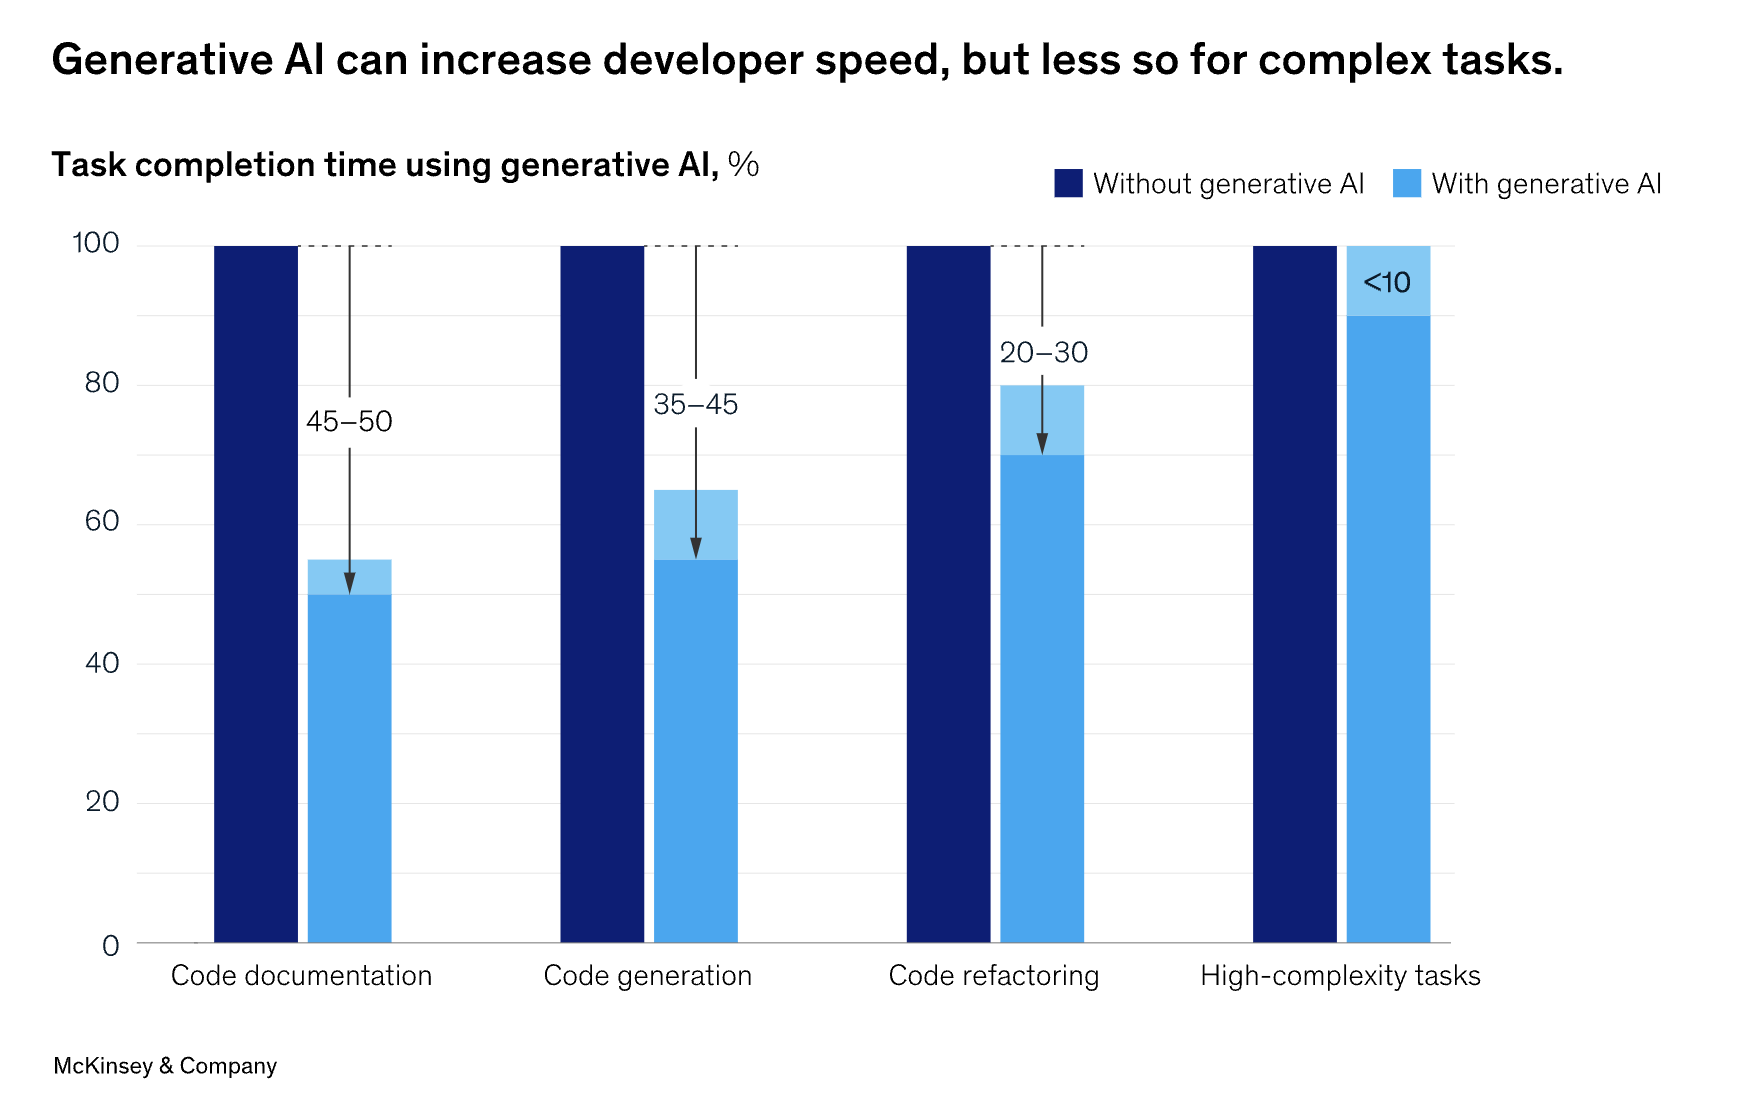 Generative AI can increase developer speed, but less so for complex tasks.
Task completion time using generative AI, %
Without generative AI
With generative AI
100
80
60
40
20
0
45–50
35–45
20–30
<10
Code documentation
Code generation
Code refactoring
High-complexity tasks
McKinsey & Company